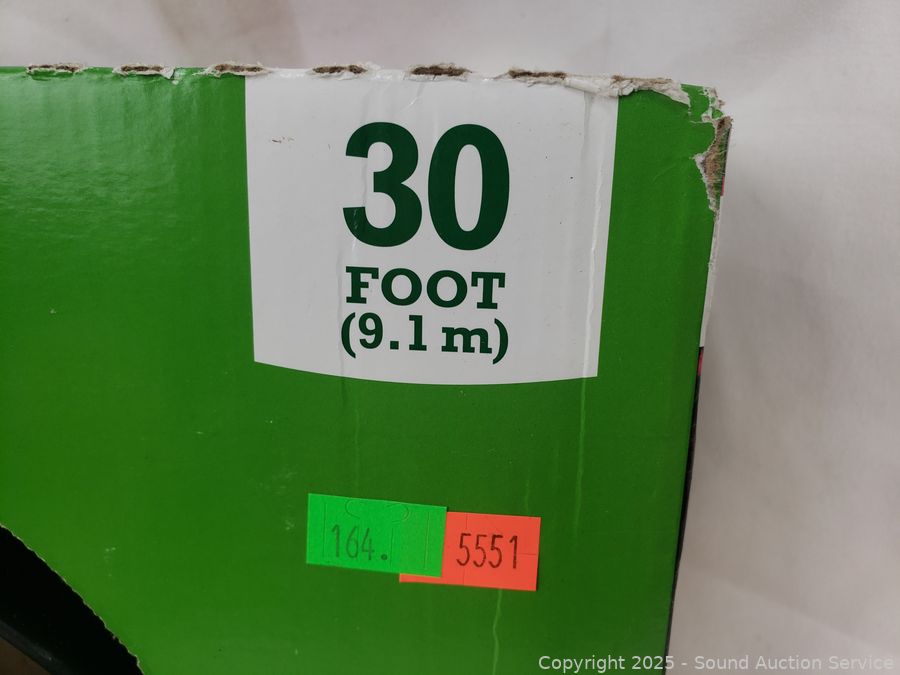 30
FOOT
(9.1 m)
164.
5551
Copyright © 2025 - Sound Auction Service